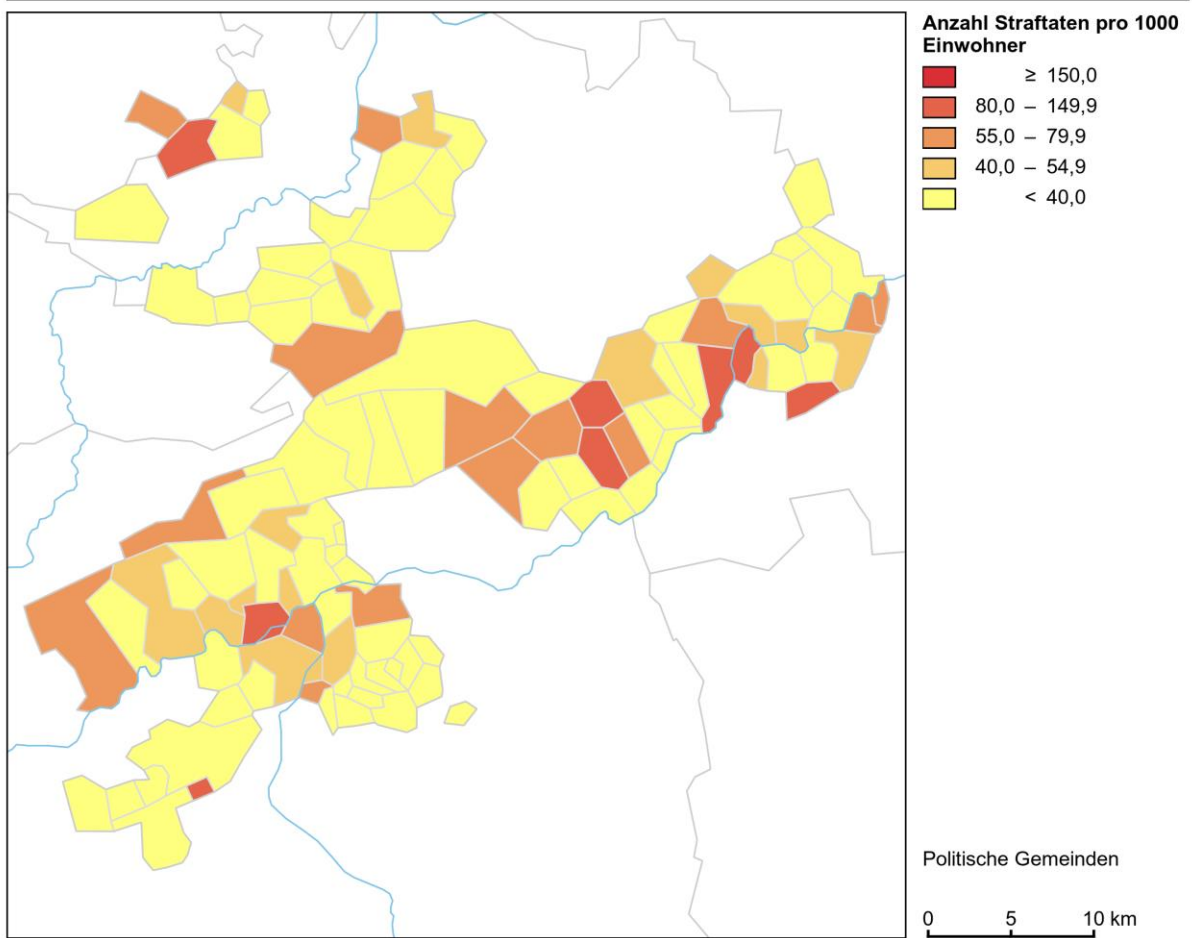 Anzahl Straftaten pro 1000
Einwohner
≥ 150,0
80,0 – 149,9
55,0 – 79,9
40,0 – 54,9
< 40,0
Politische Gemeinden
0 5 10 km